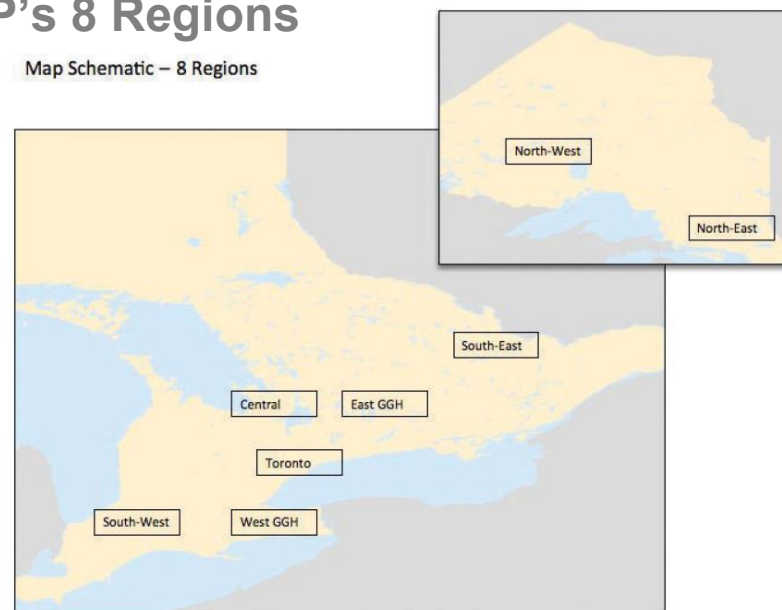 P's 8 Regions
Map Schematic – 8 Regions
North-West
North-East
South-East
Central
East GGH
Toronto
South-West
West GGH